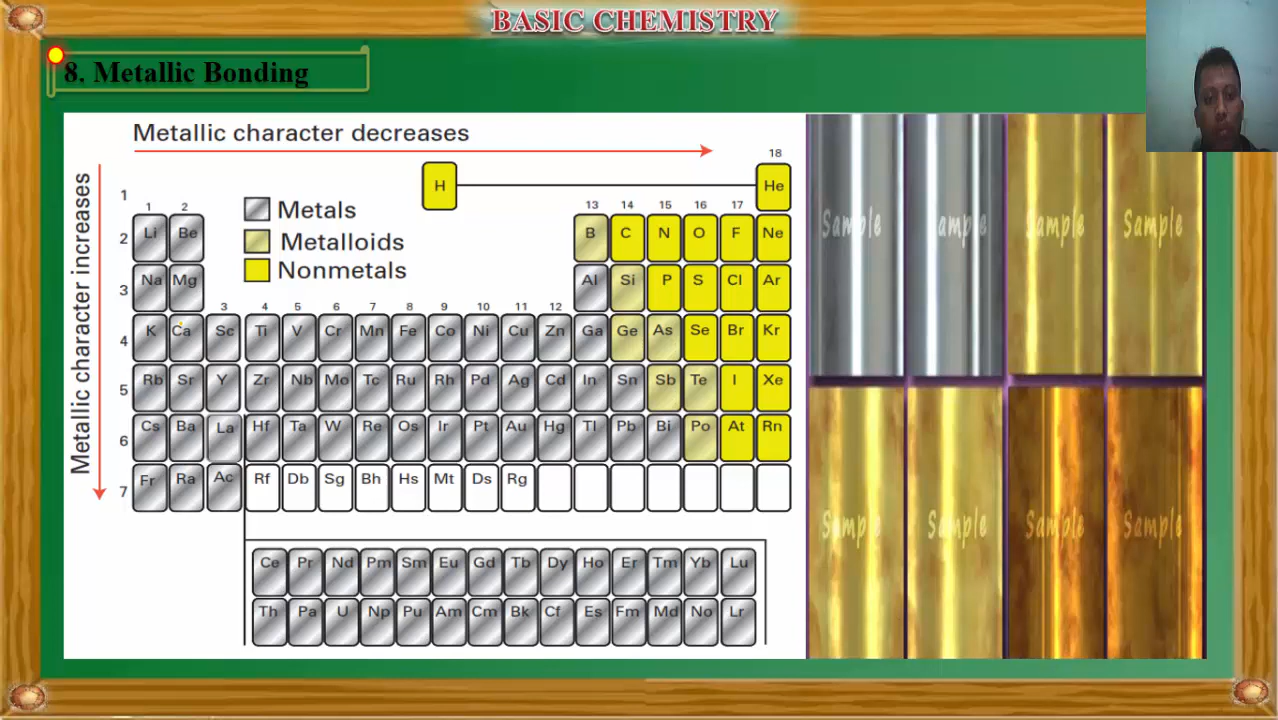 BASIC CHEMISTRY
8. Metallic Bonding
Metallic character decreases
Metallic character increases
18
1 H He
1 2 13 14 15 16 17
Metals
Metalloids
Nonmetals
2 Li Be B C N O F Ne
3 Na Mg Al Si P S Cl Ar
3 4 5 6 7 8 9 10 11 12
4 K Ca Sc Ti V Cr Mn Fe Co Ni Cu Zn Ga Ge As Se Br Kr
5 Rb Sr Y Zr Nb Mo Tc Ru Rh Pd Ag Cd In Sn Sb Te I Xe
6 Cs Ba La Hf Ta W Re Os Ir Pt Au Hg Tl Pb Bi Po At Rn
7 Fr Ra Ac Rf Db Sg Bh Hs Mt Ds Rg
Ce Pr Nd Pm Sm Eu Gd Tb Dy Ho Er Tm Yb Lu
Th Pa U Np Pu Am Cm Bk Cf Es Fm Md No Lr
Sample Sample Sample Sample
Sample Sample Sample Sample